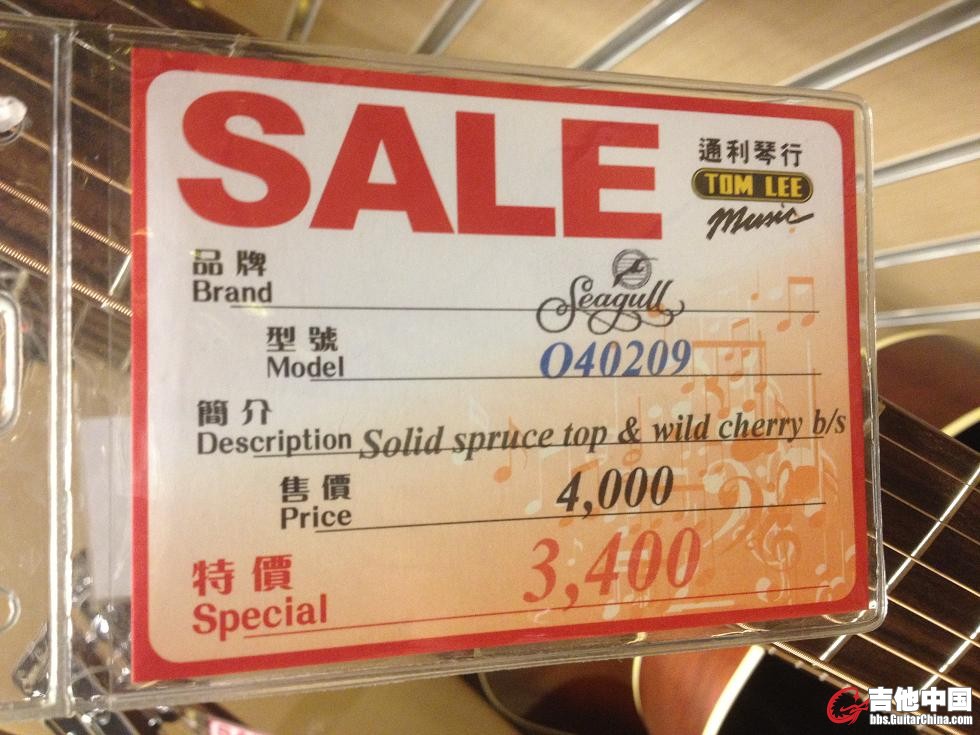 SALE
通利琴行
TOM LEE
Music
品牌
Brand
Seagull
型號
Model
O40209
簡介
Description Solid spruce top & wild cherry b/s
售價
Price
4,000
特價
Special
3,400
吉他中国
bbs.GuitarChina.com